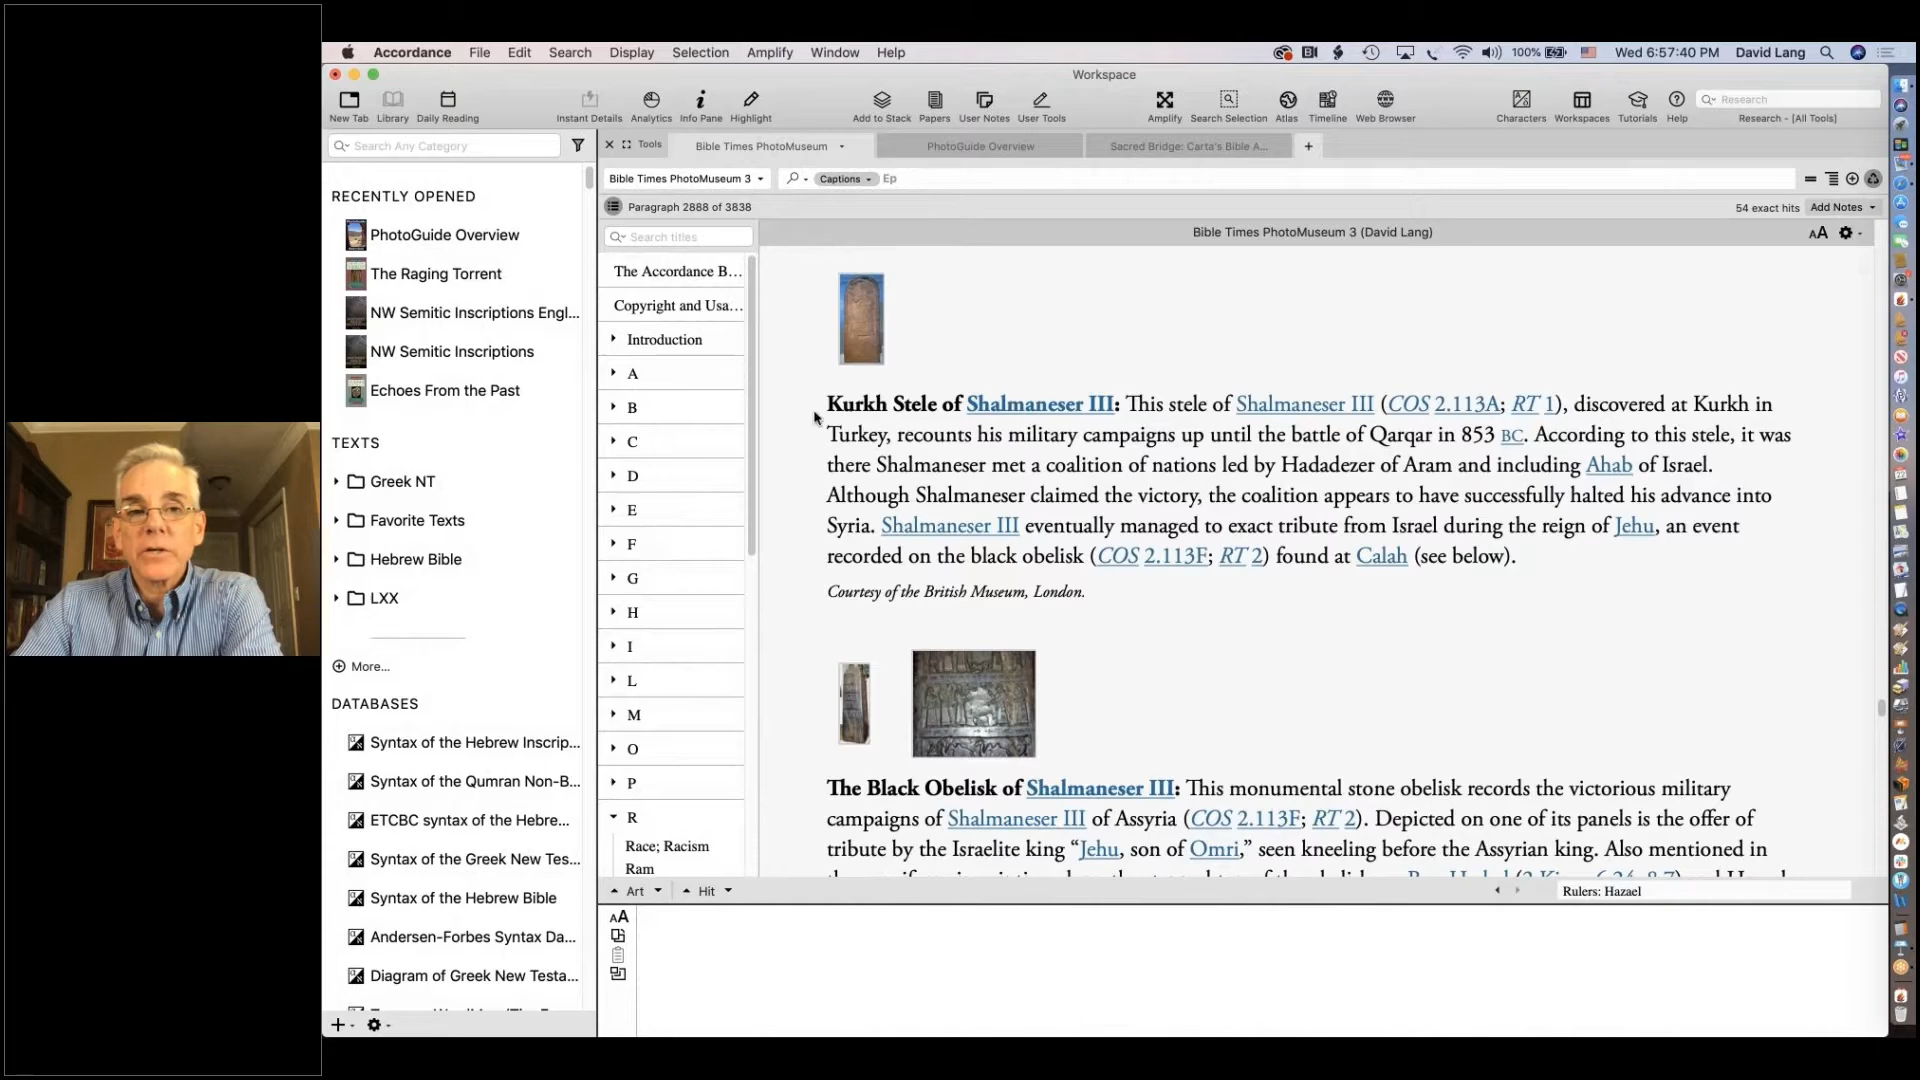 Accordance File Edit Search Display Selection Amplify Window Help
100% Wed 6:57:40 PM David Lang
Workspace
New Tab Library Daily Reading Instant Details Analytics Info Pane Highlight Add to Stack Papers User Notes User Tools Amplify Search Selection Atlas Timeline Web Browser Characters Workspaces Tutorials Help
Research
Research - [All Tools]
Search Any Category
Tools
Bible Times PhotoMuseum
PhotoGuide Overview
Sacred Bridge: Carta's Bible A...
Bible Times PhotoMuseum 3
Captions
Ep
Paragraph 2888 of 3838
54 exact hits
Add Notes
Search titles
Bible Times PhotoMuseum 3 (David Lang)
AA
RECENTLY OPENED
PhotoGuide Overview
The Raging Torrent
NW Semitic Inscriptions Engl...
NW Semitic Inscriptions
Echoes From the Past
TEXTS
Greek NT
Favorite Texts
Hebrew Bible
LXX
More...
DATABASES
Syntax of the Hebrew Inscrip...
Syntax of the Qumran Non-B...
ETCBC syntax of the Hebre...
Syntax of the Greek New Tes...
Syntax of the Hebrew Bible
Andersen-Forbes Syntax Da...
Diagram of Greek New Testa...
The Accordance B...
Copyright and Usa...
Introduction
A
B
C
D
E
F
G
H
I
L
M
O
P
R
Race; Racism
Ram
Kurkh Stele of Shalmaneser III: This stele of Shalmaneser III (COS 2.113A; RT 1), discovered at Kurkh in
Turkey, recounts his military campaigns up until the battle of Qarqar in 853 BC. According to this stele, it was
there Shalmaneser met a coalition of nations led by Hadadezer of Aram and including Ahab of Israel.
Although Shalmaneser claimed the victory, the coalition appears to have successfully halted his advance into
Syria. Shalmaneser III eventually managed to exact tribute from Israel during the reign of Jehu, an event
recorded on the black obelisk (COS 2.113F; RT 2) found at Calah (see below).
Courtesy of the British Museum, London.
The Black Obelisk of Shalmaneser III: This monumental stone obelisk records the victorious military
campaigns of Shalmaneser III of Assyria (COS 2.113F; RT 2). Depicted on one of its panels is the offer of
tribute by the Israelite king “Jehu, son of Omri,” seen kneeling before the Assyrian king. Also mentioned in
Art
Hit
Rulers: Hazael
AA